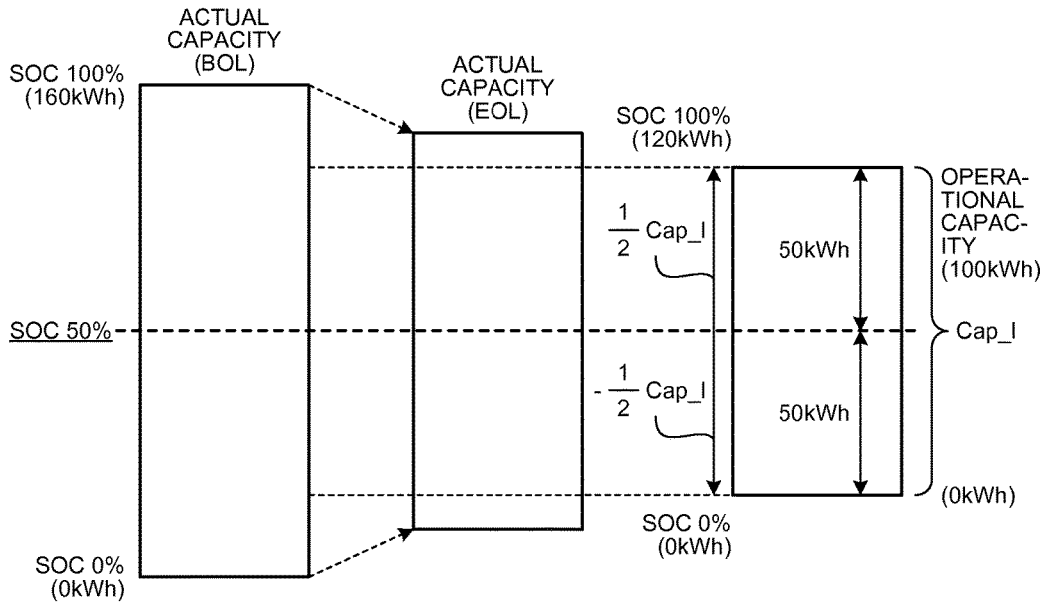 ACTUAL
CAPACITY
(BOL)
SOC 100%
(160kWh)
ACTUAL
CAPACITY
(EOL)
SOC 100%
(120kWh)
OPERA-
TIONAL
CAPAC-
ITY
(100kWh)
1
2
Cap_I
50kWh
SOC 50%
Cap_I
-
1
2
Cap_I
50kWh
(0kWh)
SOC 0%
(0kWh)
SOC 0%
(0kWh)